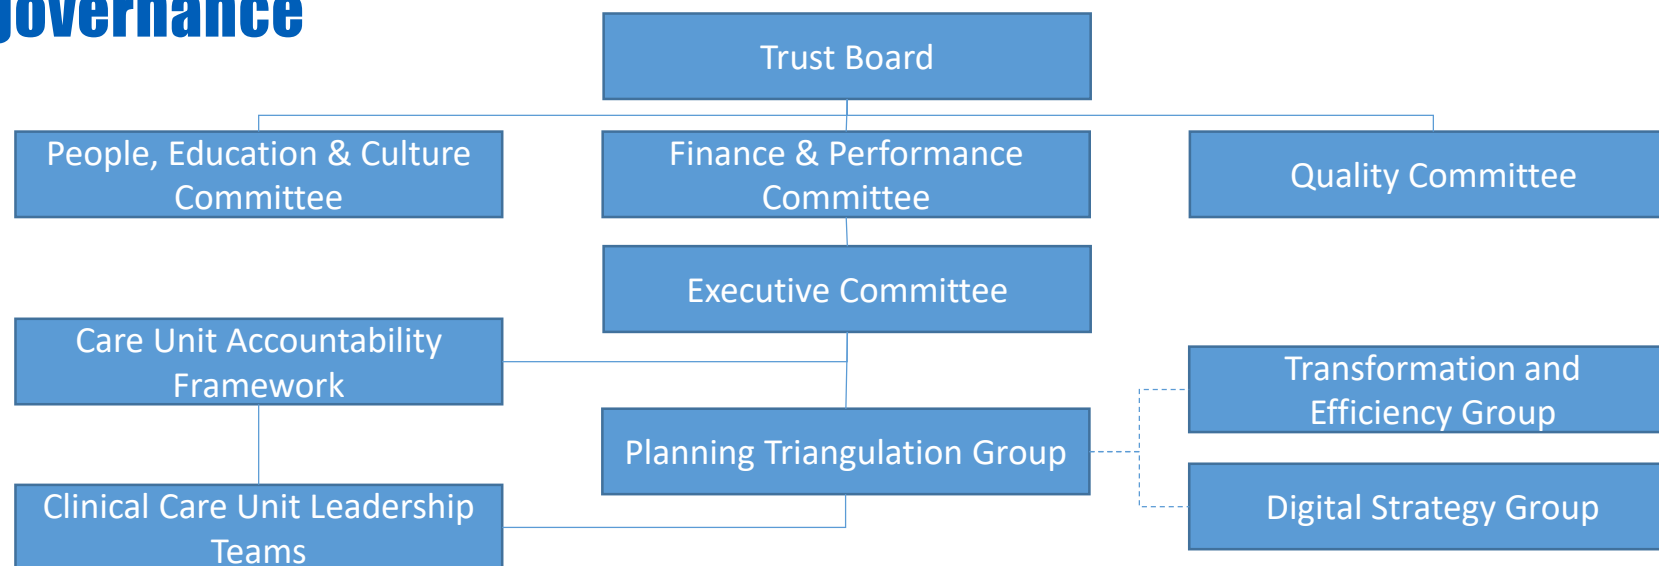 governance
Trust Board
People, Education & Culture
Committee
Finance & Performance
Committee
Quality Committee
Executive Committee
Care Unit Accountability
Framework
Transformation and
Efficiency Group
Planning Triangulation Group
Clinical Care Unit Leadership
Teams
Digital Strategy Group